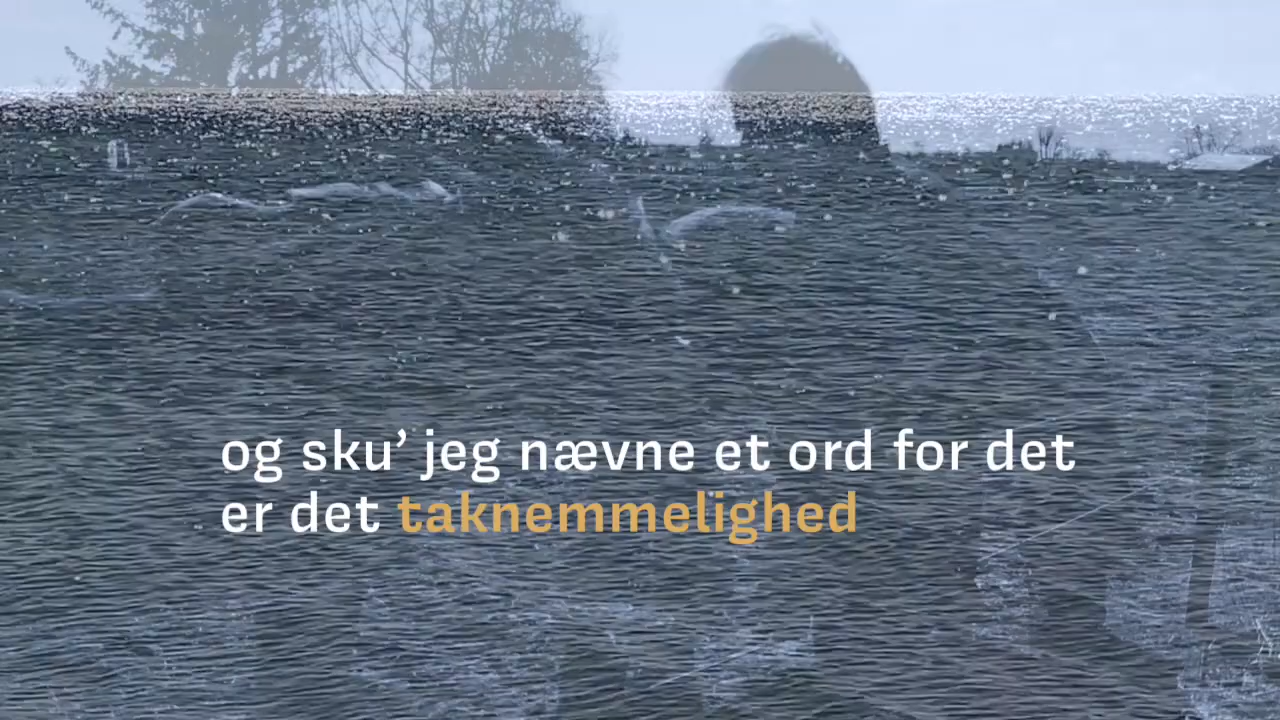 og sku’ jeg nævne et ord for det
er det taknemmelighed